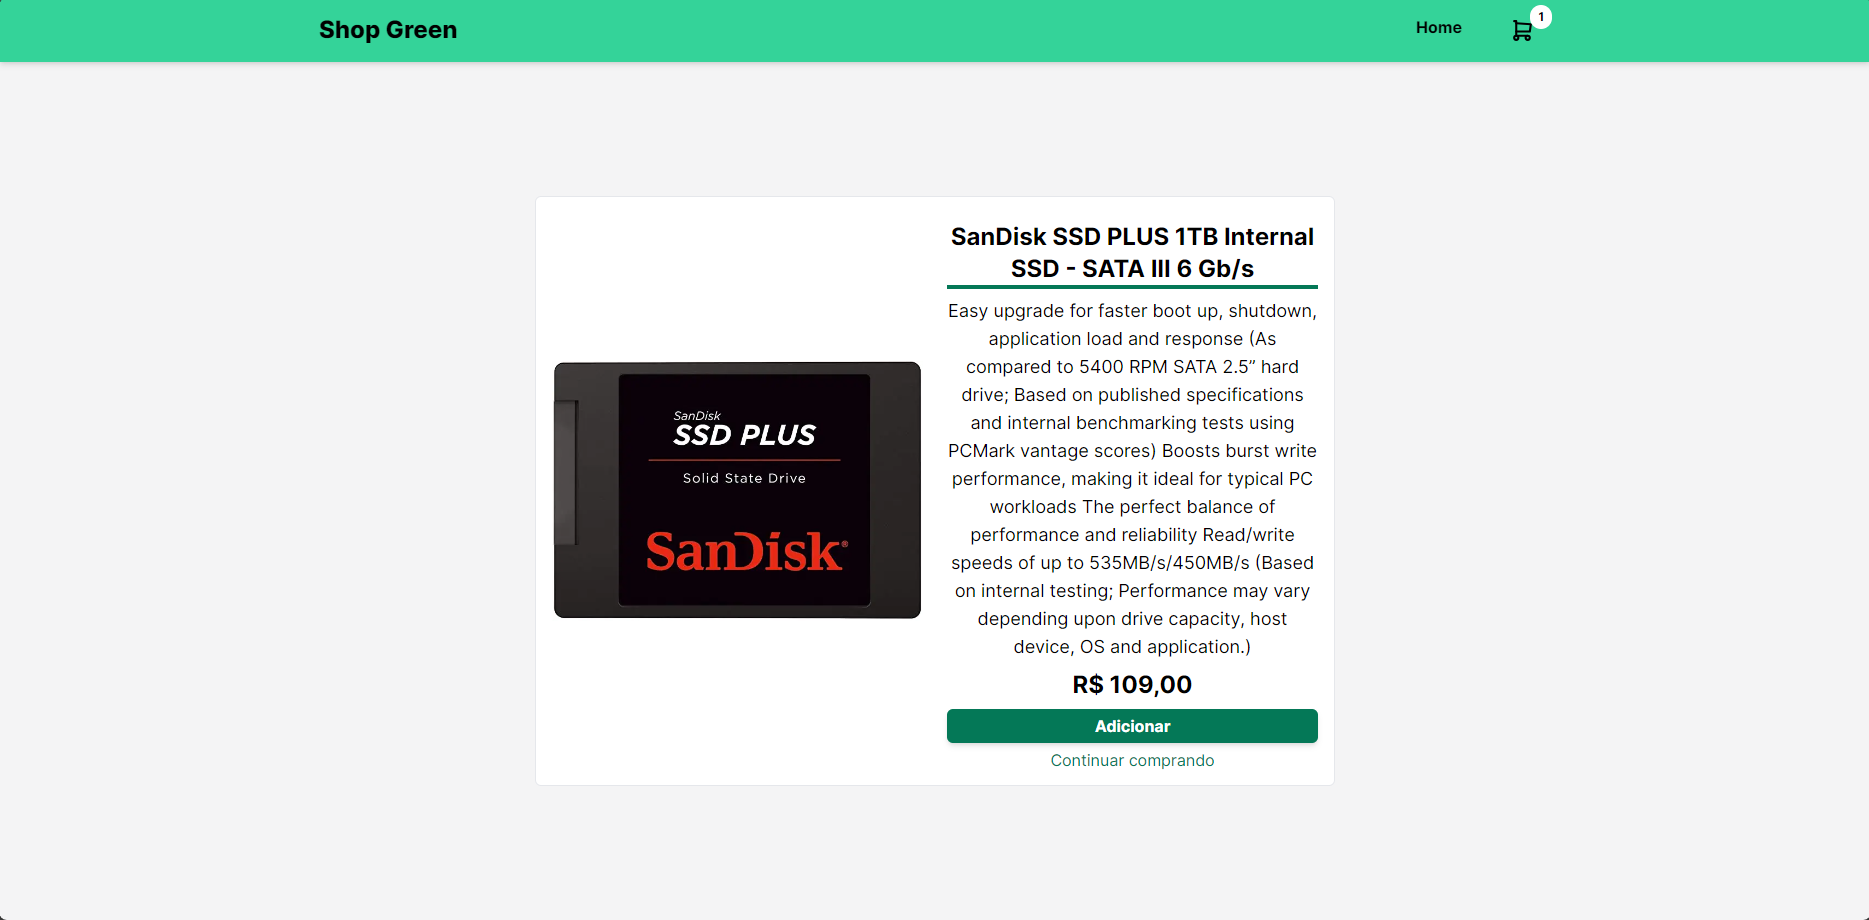 Shop Green
Home
1
SanDisk SSD PLUS 1TB Internal
SSD - SATA III 6 Gb/s
Easy upgrade for faster boot up, shutdown,
application load and response (As
compared to 5400 RPM SATA 2.5” hard
drive; Based on published specifications
and internal benchmarking tests using
PCMark vantage scores) Boosts burst write
performance, making it ideal for typical PC
workloads The perfect balance of
performance and reliability Read/write
speeds of up to 535MB/s/450MB/s (Based
on internal testing; Performance may vary
depending upon drive capacity, host
device, OS and application.)
R$ 109,00
Adicionar
Continuar comprando
SanDisk
SSD PLUS
Solid State Drive
SanDisk®